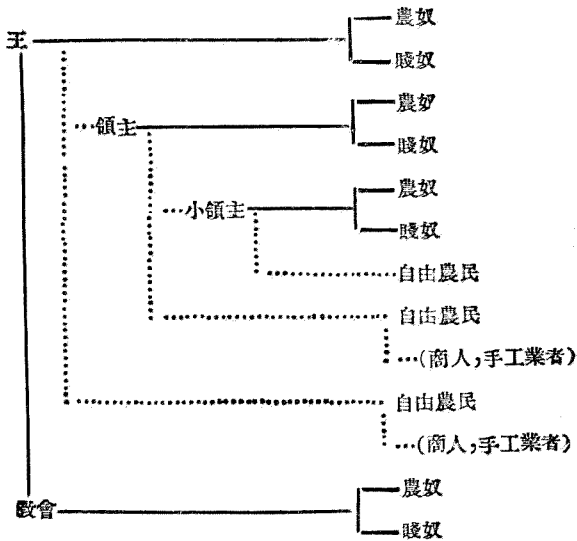 農奴
王
賤奴
農奴
領主
賤奴
農奴
小領主
賤奴
自由農民
自由農民
(商人,手工業者)
自由農民
(商人,手工業者)
農奴
教會
賤奴